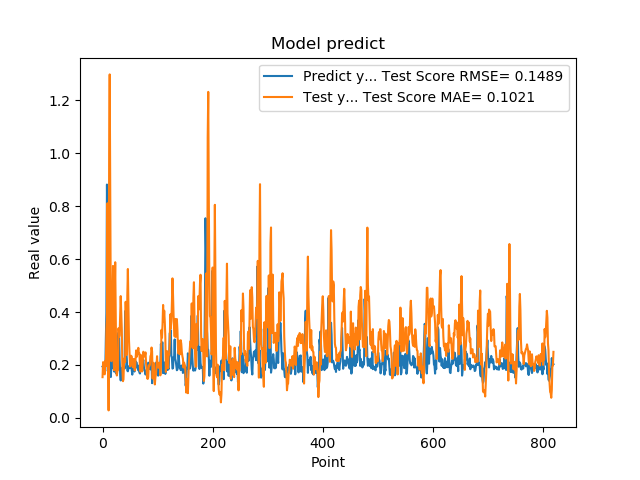 Model predict
Predict y... Test Score RMSE= 0.1489
Test y... Test Score MAE= 0.1021
Real value
1.2
1.0
0.8
0.6
0.4
0.2
0.0
0 200 400 600 800
Point